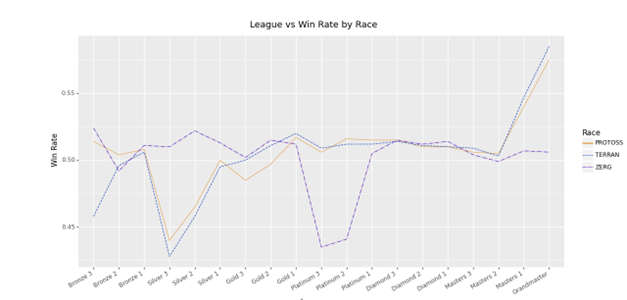 League vs Win Rate by Race
Win Rate
0.55
0.50
0.45
Race
PROTOSS
TERRAN
ZERG
Bronze 3
Bronze 2
Bronze 1
Silver 3
Silver 2
Silver 1
Gold 3
Gold 2
Gold 1
Platinum 3
Platinum 2
Platinum 1
Diamond 3
Diamond 2
Diamond 1
Masters 3
Masters 2
Masters 1
Grandmaster